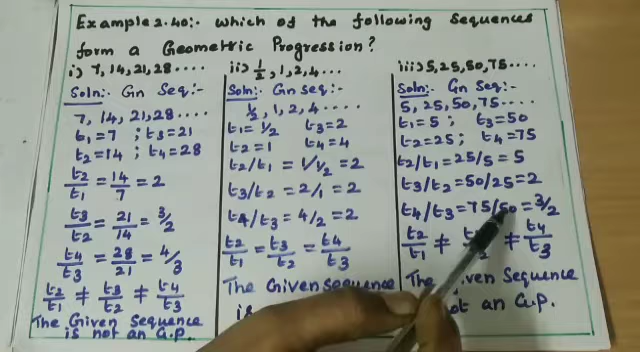 Example 2.40:- Which of the following Sequences
form a Geometric Progression?
i) 7, 14, 21, 28 ....
Soln:- Gn Seq:-
7, 14, 21, 28 ....
t1 = 7 ; t3 = 21
t2 = 14 ; t4 = 28
t2/t1 = 14/7 = 2
t3/t2 = 21/14 = 3/2
t4/t3 = 28/21 = 4/3
t2/t1 ≠ t3/t2 ≠ t4/t3
The Given Sequence
is not an G.P.
ii) 1/2, 1, 2, 4 ...
Soln:- Gn Seq:-
1/2, 1, 2, 4 ....
t1 = 1/2 t3 = 2
t2 = 1 t4 = 4
t2/t1 = 1/1/2 = 2
t3/t2 = 2/1 = 2
t4/t3 = 4/2 = 2
t2/t1 = t3/t2 = t4/t3
The Given Sequence
is
iii) 5, 25, 50, 75 ....
Soln:- Gn Seq:-
5, 25, 50, 75 ....
t1 = 5 ; t3 = 50
t2 = 25 ; t4 = 75
t2/t1 = 25/5 = 5
t3/t2 = 50/25 = 2
t4/t3 = 75/50 = 3/2
t2/t1 ≠ ≠ t4/t3
The Given Sequence
not an G.P.